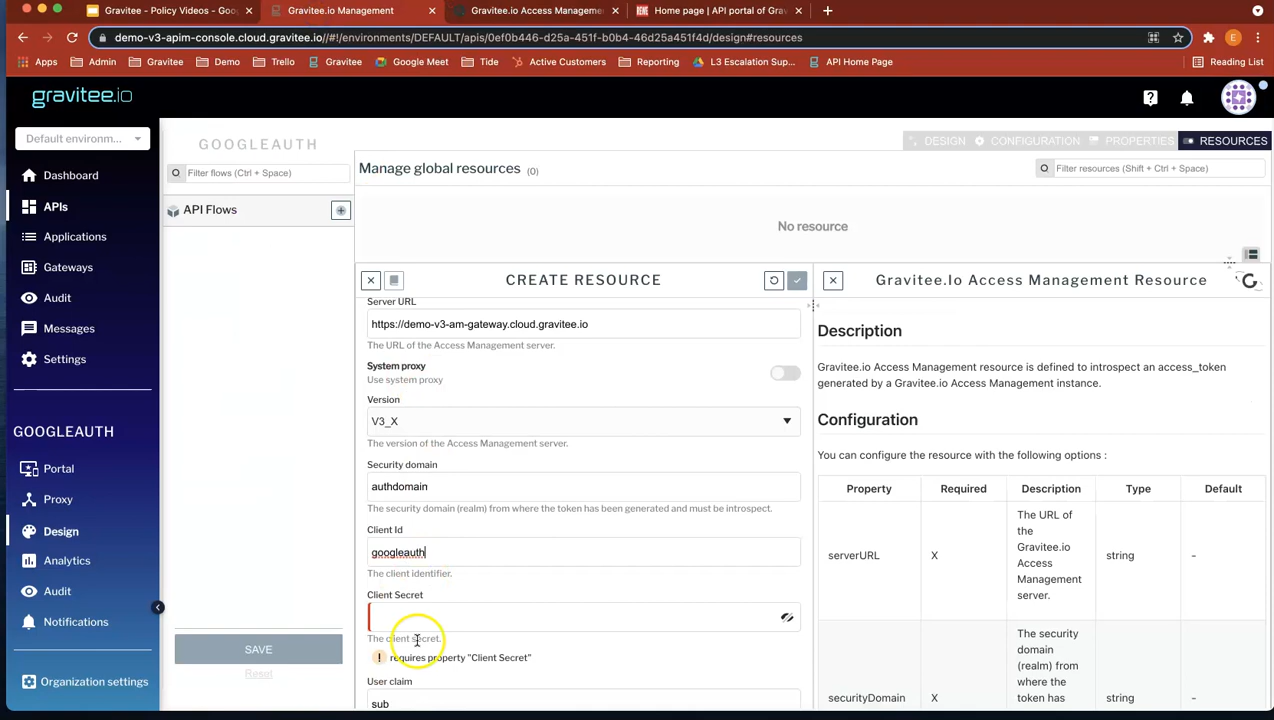 Gravitee - Policy Videos - Goo
Gravitee.io Management
Gravitee.io Access Managemen
Home page | API portal of Grav
demo-v3-apim-console.cloud.gravitee.io//#!/environments/DEFAULT/apis/0ef0b446-d25a-451f-b0b4-46d25a451f4d/design#resources
Apps
Admin
Gravitee
Demo
Trello
Gravitee
Google Meet
Tide
Active Customers
Reporting
L3 Escalation Sup...
API Home Page
Reading List
gravitee.io
Default environm...
Dashboard
APIs
Applications
Gateways
Audit
Messages
Settings
GOOGLEAUTH
Portal
Proxy
Design
Analytics
Audit
Notifications
Organization settings
GOOGLEAUTH
Filter flows (Ctrl + Space)
API Flows
SAVE
Reset
DESIGN
CONFIGURATION
PROPERTIES
RESOURCES
Manage global resources (0)
Filter resources (Shift + Ctrl + Space)
No resource
CREATE RESOURCE
Server URL
https://demo-v3-am-gateway.cloud.gravitee.io
The URL of the Access Management server.
System proxy
Use system proxy
Version
V3_X
The version of the Access Management server.
Security domain
authdomain
The security domain (realm) from where the token has been generated and must be introspect.
Client Id
googleauth
The client identifier.
Client Secret
The client secret.
! requires property "Client Secret"
User claim
sub
Gravitee.Io Access Management Resource
Description
Gravitee.io Access Management resource is defined to introspect an access_token
generated by a Gravitee.io Access Management instance.
Configuration
You can configure the resource with the following options :
Property Required Description Type Default
serverURL X
The URL of
the
Gravitee.io
Access
Management
server.
string -
securityDomain X
The security
domain
(realm) from
where the
token has
string -
E